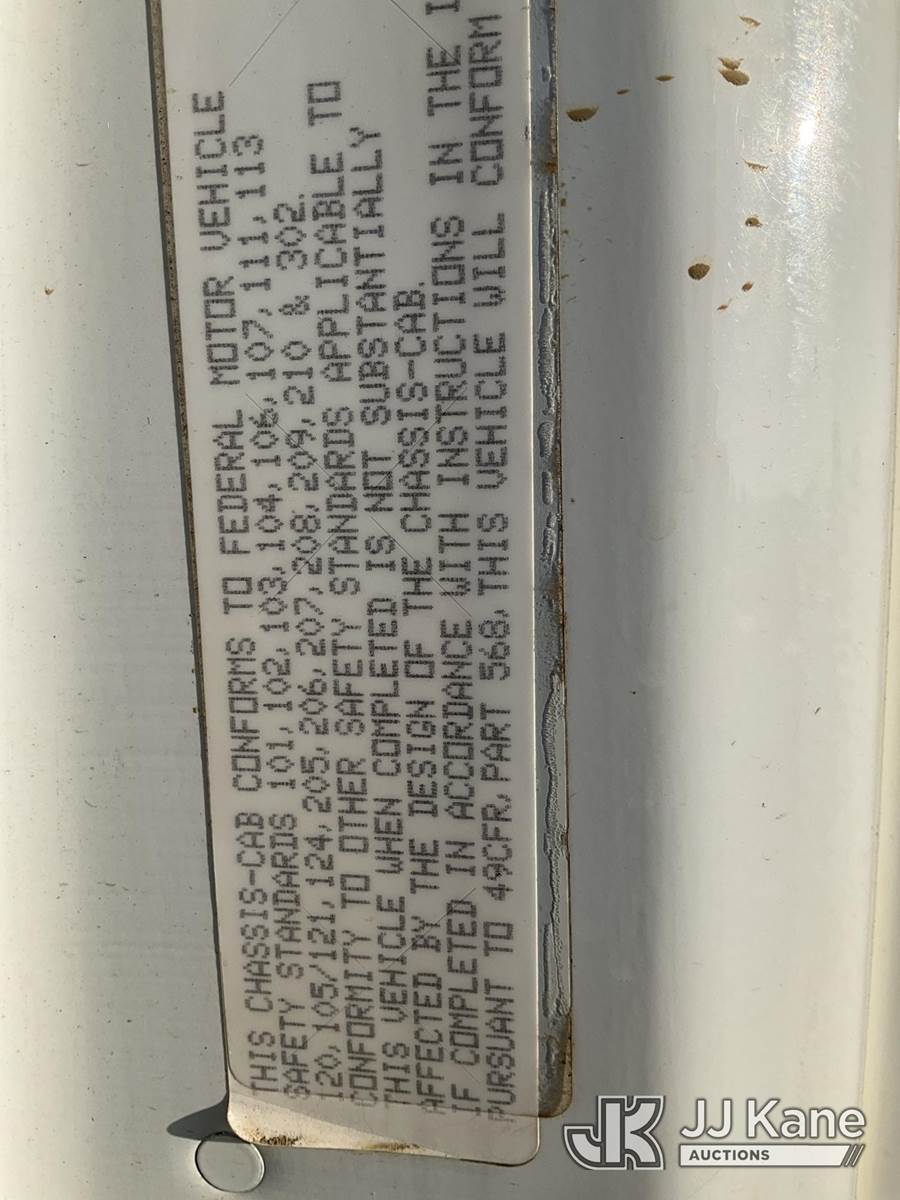 THIS CHASSIS-CAB CONFORMS TO FEDERAL MOTOR VEHICLE
SAFETY STANDARDS 101, 102, 103, 104, 106, 107, 111, 113
120, 105/121, 124, 205, 206, 207, 208, 209, 210 & 302.
CONFORMITY TO OTHER SAFETY STANDARDS APPLICABLE TO
THIS VEHICLE WHEN COMPLETED IS NOT SUBSTANTIALLY
AFFECTED BY THE DESIGN OF THE CHASSIS-CAB.
IF COMPLETED IN ACCORDANCE WITH INSTRUCTIONS IN THE
PURSUANT TO 49CFR, PART 568, THIS VEHICLE WILL CONFORM
JJ Kane
AUCTIONS